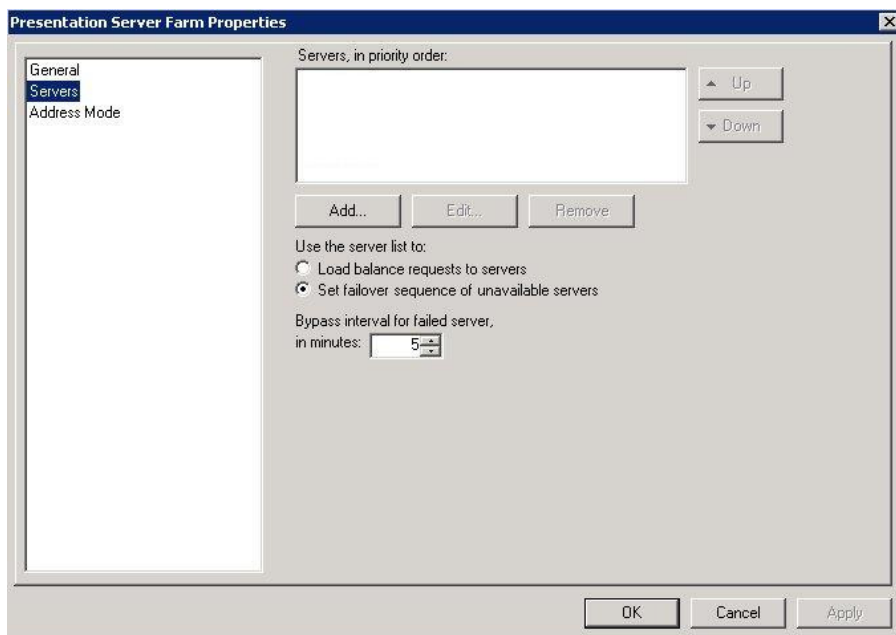 Presentation Server Farm Properties
General
Servers
Address Mode
Servers, in priority order:
Up
Down
Add...
Edit...
Remove
Use the server list to:
Load balance requests to servers
Set failover sequence of unavailable servers
Bypass interval for failed server,
in minutes: 5
OK
Cancel
Apply